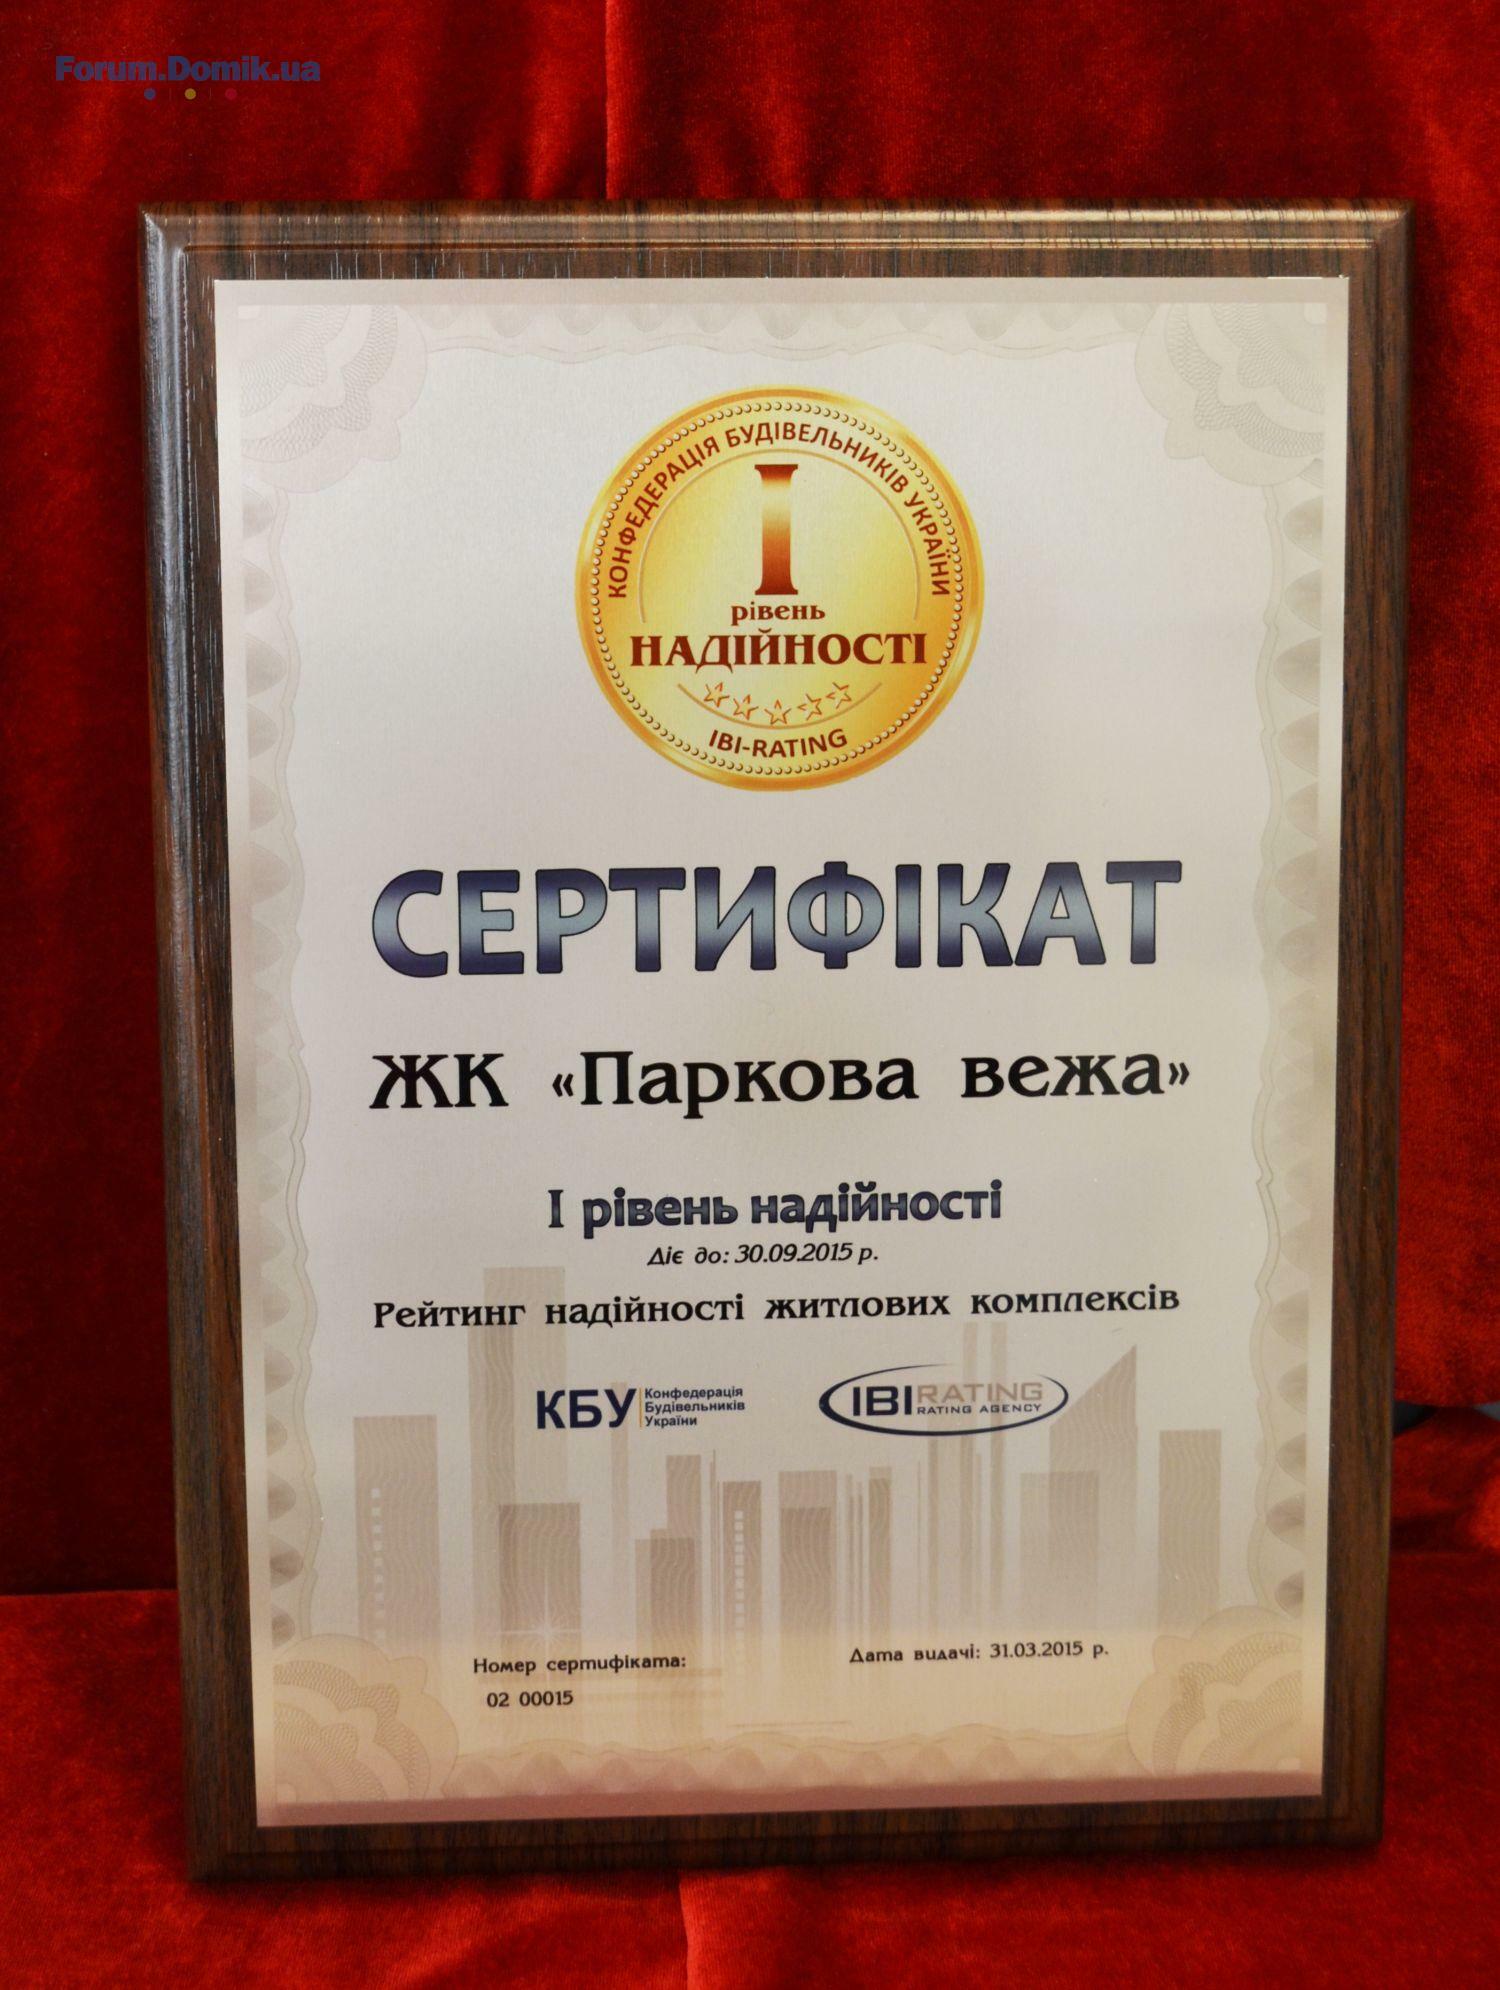 Forum.Domik.ua
КОНФЕДЕРАЦІЯ БУДІВЕЛЬНИКІВ УКРАЇНИ
I
рівень
НАДІЙНОСТІ
IBI-RATING
СЕРТИФІКАТ
ЖК «Паркова вежа»
I рівень надійності
Діє до: 30.09.2015 р.
Рейтинг надійності житлових комплексів
КБУ
Конфедерація
Будівельників
України
IBI RATING
RATING AGENCY
Номер сертифіката:
02 00015
Дата видачі: 31.03.2015 р.